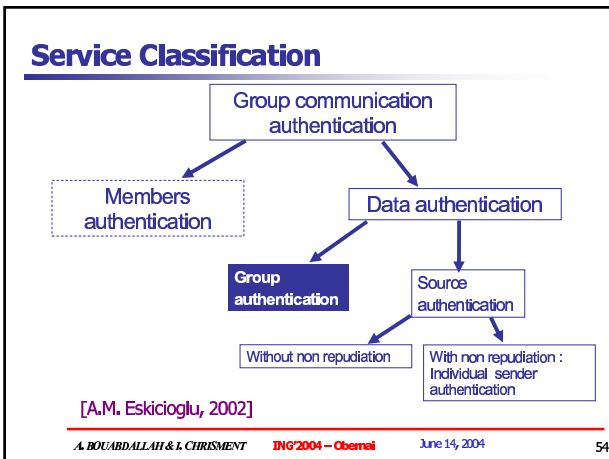 Service Classification
Group communication
authentication
Members
authentication
Data authentication
Group
authentication
Source
authentication
Without non repudiation
With non repudiation :
Individual sender
authentication
[A.M. Eskicioglu, 2002]
A. BOUABDALLAH & I. CHRISMENT ING'2004 – Obernai June 14, 2004 54